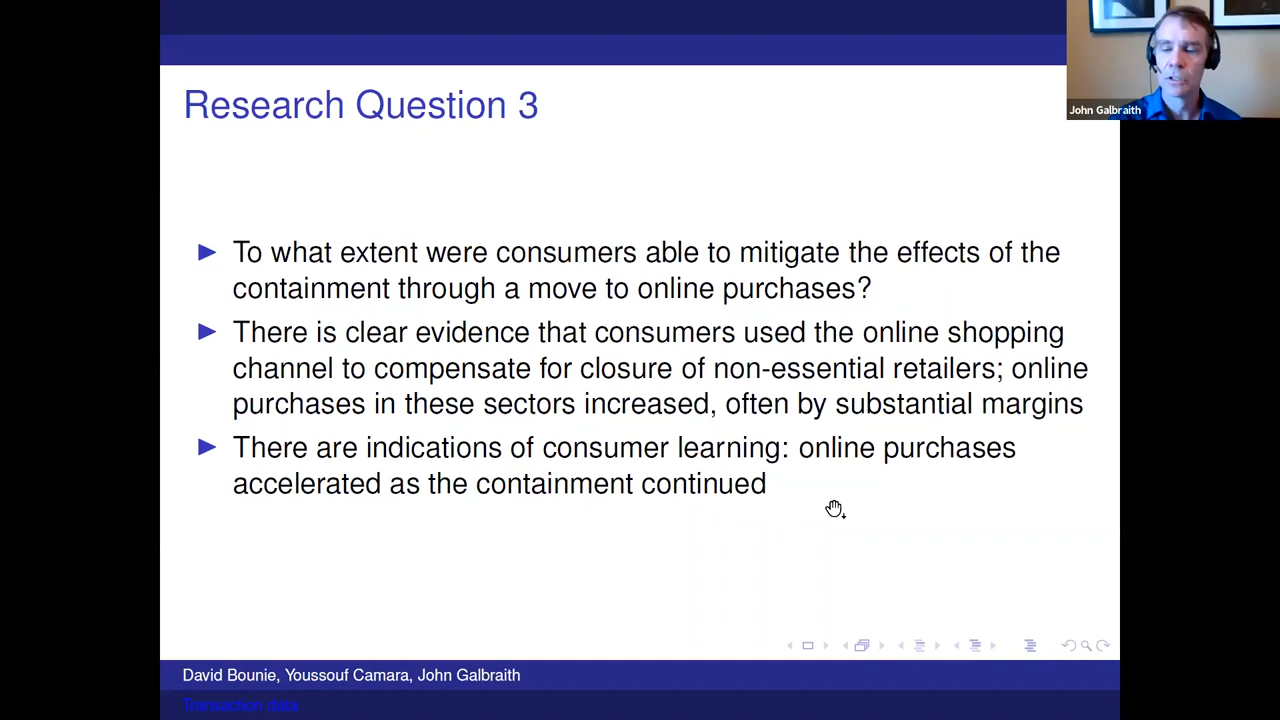 Research Question 3
To what extent were consumers able to mitigate the effects of the
containment through a move to online purchases?
There is clear evidence that consumers used the online shopping
channel to compensate for closure of non-essential retailers; online
purchases in these sectors increased, often by substantial margins
There are indications of consumer learning: online purchases
accelerated as the containment continued
John Galbraith
David Bounie, Youssouf Camara, John Galbraith
Transaction data